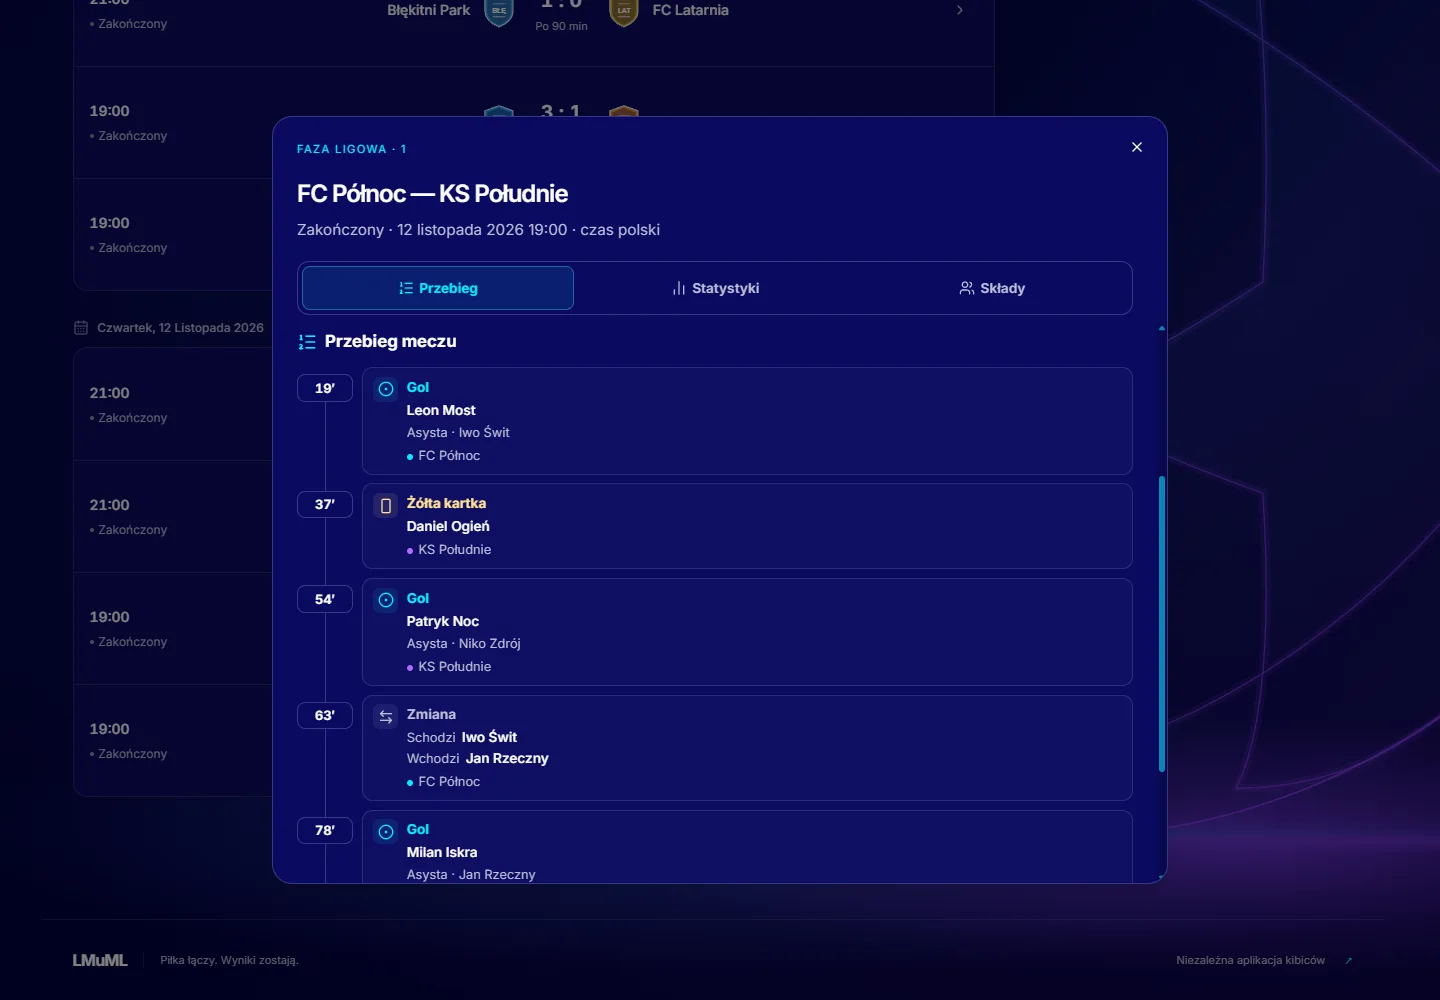 21:00
• Zakończony
Błękitni Park
BŁĘ
1 : 0
Po 90 min
LAT
FC Latarnia
19:00
• Zakończony
3 : 1
19:00
• Zakończony
Czwartek, 12 Listopada 2026
21:00
• Zakończony
21:00
• Zakończony
19:00
• Zakończony
19:00
• Zakończony
FAZA LIGOWA · 1
FC Północ — KS Południe
Zakończony · 12 listopada 2026 19:00 · czas polski
Przebieg
Statystyki
Składy
Przebieg meczu
19′
Gol
Leon Most
Asysta · Iwo Świt
FC Północ
37′
Żółta kartka
Daniel Ogień
KS Południe
54′
Gol
Patryk Noc
Asysta · Niko Zdrój
KS Południe
63′
Zmiana
Schodzi Iwo Świt
Wchodzi Jan Rzeczny
FC Północ
78′
Gol
Milan Iskra
Asysta · Jan Rzeczny
LMuML
Piłka łączy. Wyniki zostają.
Niezależna aplikacja kibiców ↗